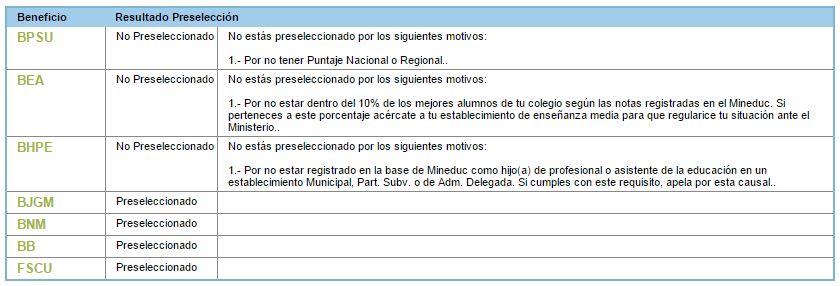 Beneficio Resultado Preselección
BPSU No Preseleccionado No estás preseleccionado por los siguientes motivos:
1.- Por no tener Puntaje Nacional o Regional..
BEA No Preseleccionado No estás preseleccionado por los siguientes motivos:
1.- Por no estar dentro del 10% de los mejores alumnos de tu colegio según las notas registradas en el Mineduc. Si
perteneces a este porcentaje acércate a tu establecimiento de enseñanza media para que regularice tu situación ante el
Ministerio..
BHPE No Preseleccionado No estás preseleccionado por los siguientes motivos:
1.- Por no estar registrado en la base de Mineduc como hijo(a) de profesional o asistente de la educación en un
establecimiento Municipal, Part. Subv. o de Adm. Delegada. Si cumples con este requisito, apela por esta causal..
BJGM Preseleccionado
BNM Preseleccionado
BB Preseleccionado
FSCU Preseleccionado